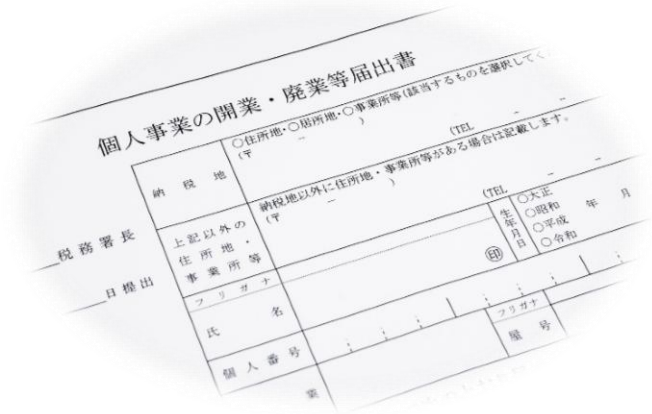 個人事業の開業・廃業等届出書
税務署長
日提出
納税地
○住所地・○居所地・○事業所等(該当するものを選択してく
(〒 － )
(TEL － －
上記以外の住所地・事業所等
納税地以外に住所地・事業所等がある場合は記載します。
(〒 － )
(TEL － －
フリガナ
氏名
㊞
生年月日
○大正
○昭和
○平成
○令和
年 月
個人番号
フリガナ
屋号
業